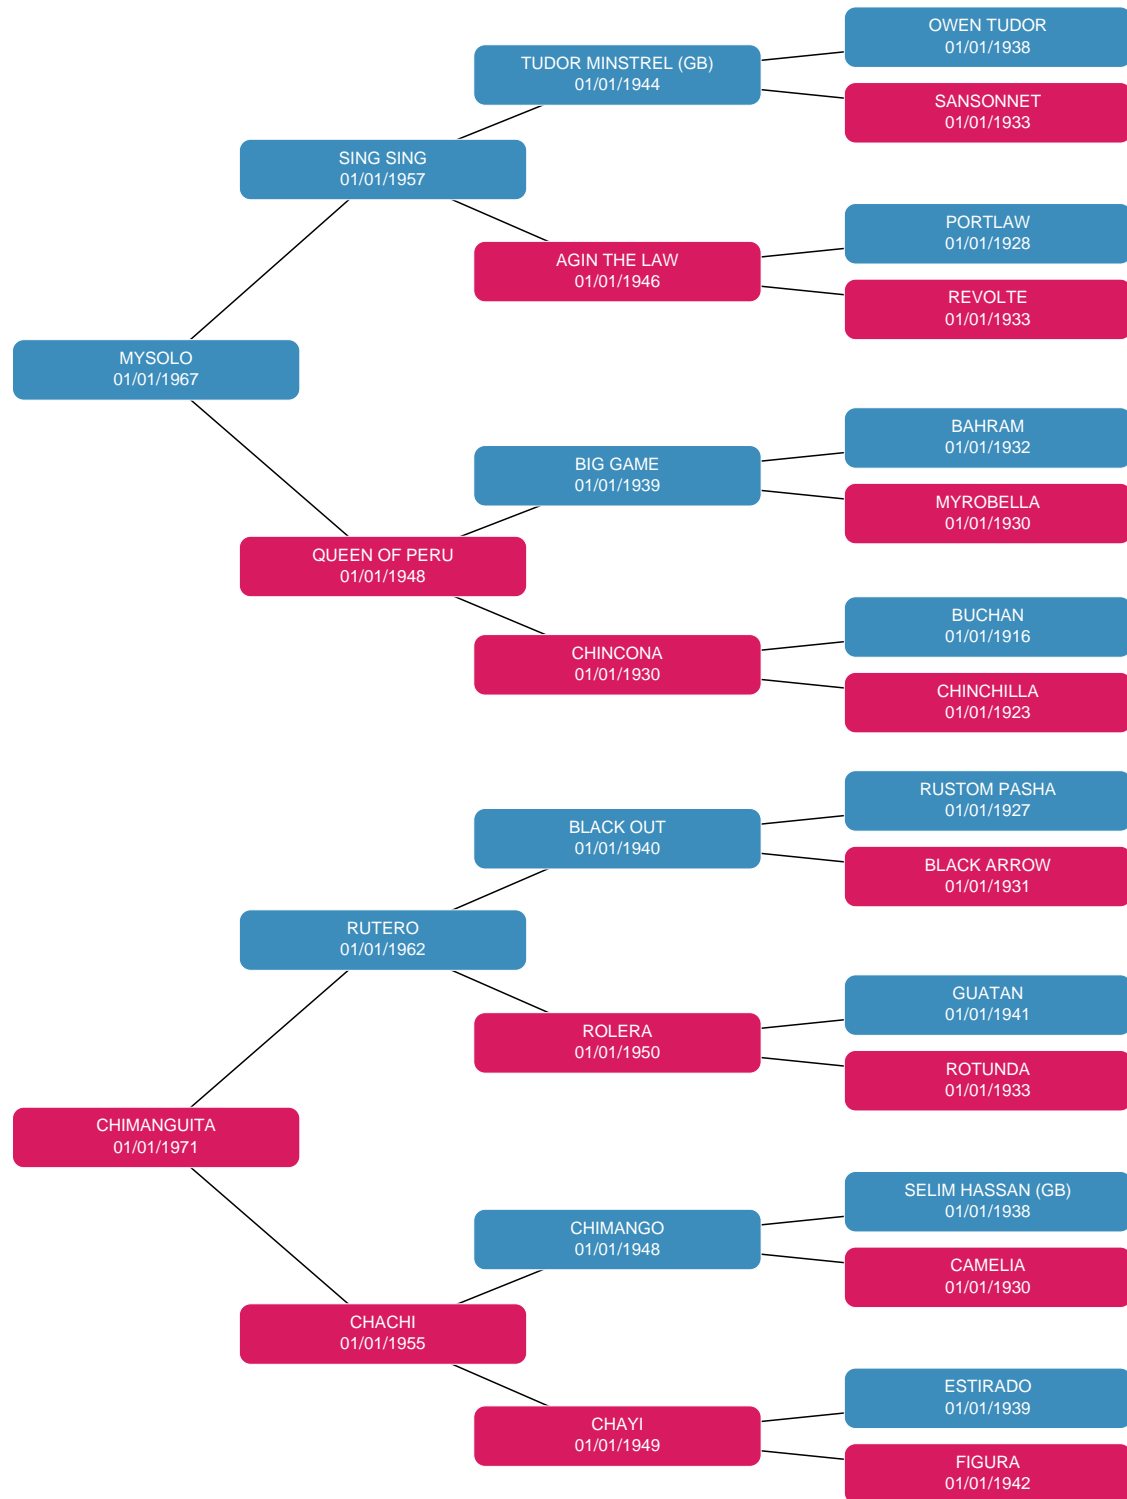 OWEN TUDOR
01/01/1938
TUDOR MINSTREL (GB)
01/01/1944
SANSONNET
01/01/1933
SING SING
01/01/1957
PORTLAW
01/01/1928
AGIN THE LAW
01/01/1946
REVOLTE
01/01/1933
MYSOLO
01/01/1967
BAHRAM
01/01/1932
BIG GAME
01/01/1939
MYROBELLA
01/01/1930
QUEEN OF PERU
01/01/1948
BUCHAN
01/01/1916
CHINCONA
01/01/1930
CHINCHILLA
01/01/1923
RUSTOM PASHA
01/01/1927
BLACK OUT
01/01/1940
BLACK ARROW
01/01/1931
RUTERO
01/01/1962
GUATAN
01/01/1941
ROLERA
01/01/1950
ROTUNDA
01/01/1933
CHIMANGUITA
01/01/1971
SELIM HASSAN (GB)
01/01/1938
CHIMANGO
01/01/1948
CAMELIA
01/01/1930
CHACHI
01/01/1955
ESTIRADO
01/01/1939
CHAYI
01/01/1949
FIGURA
01/01/1942